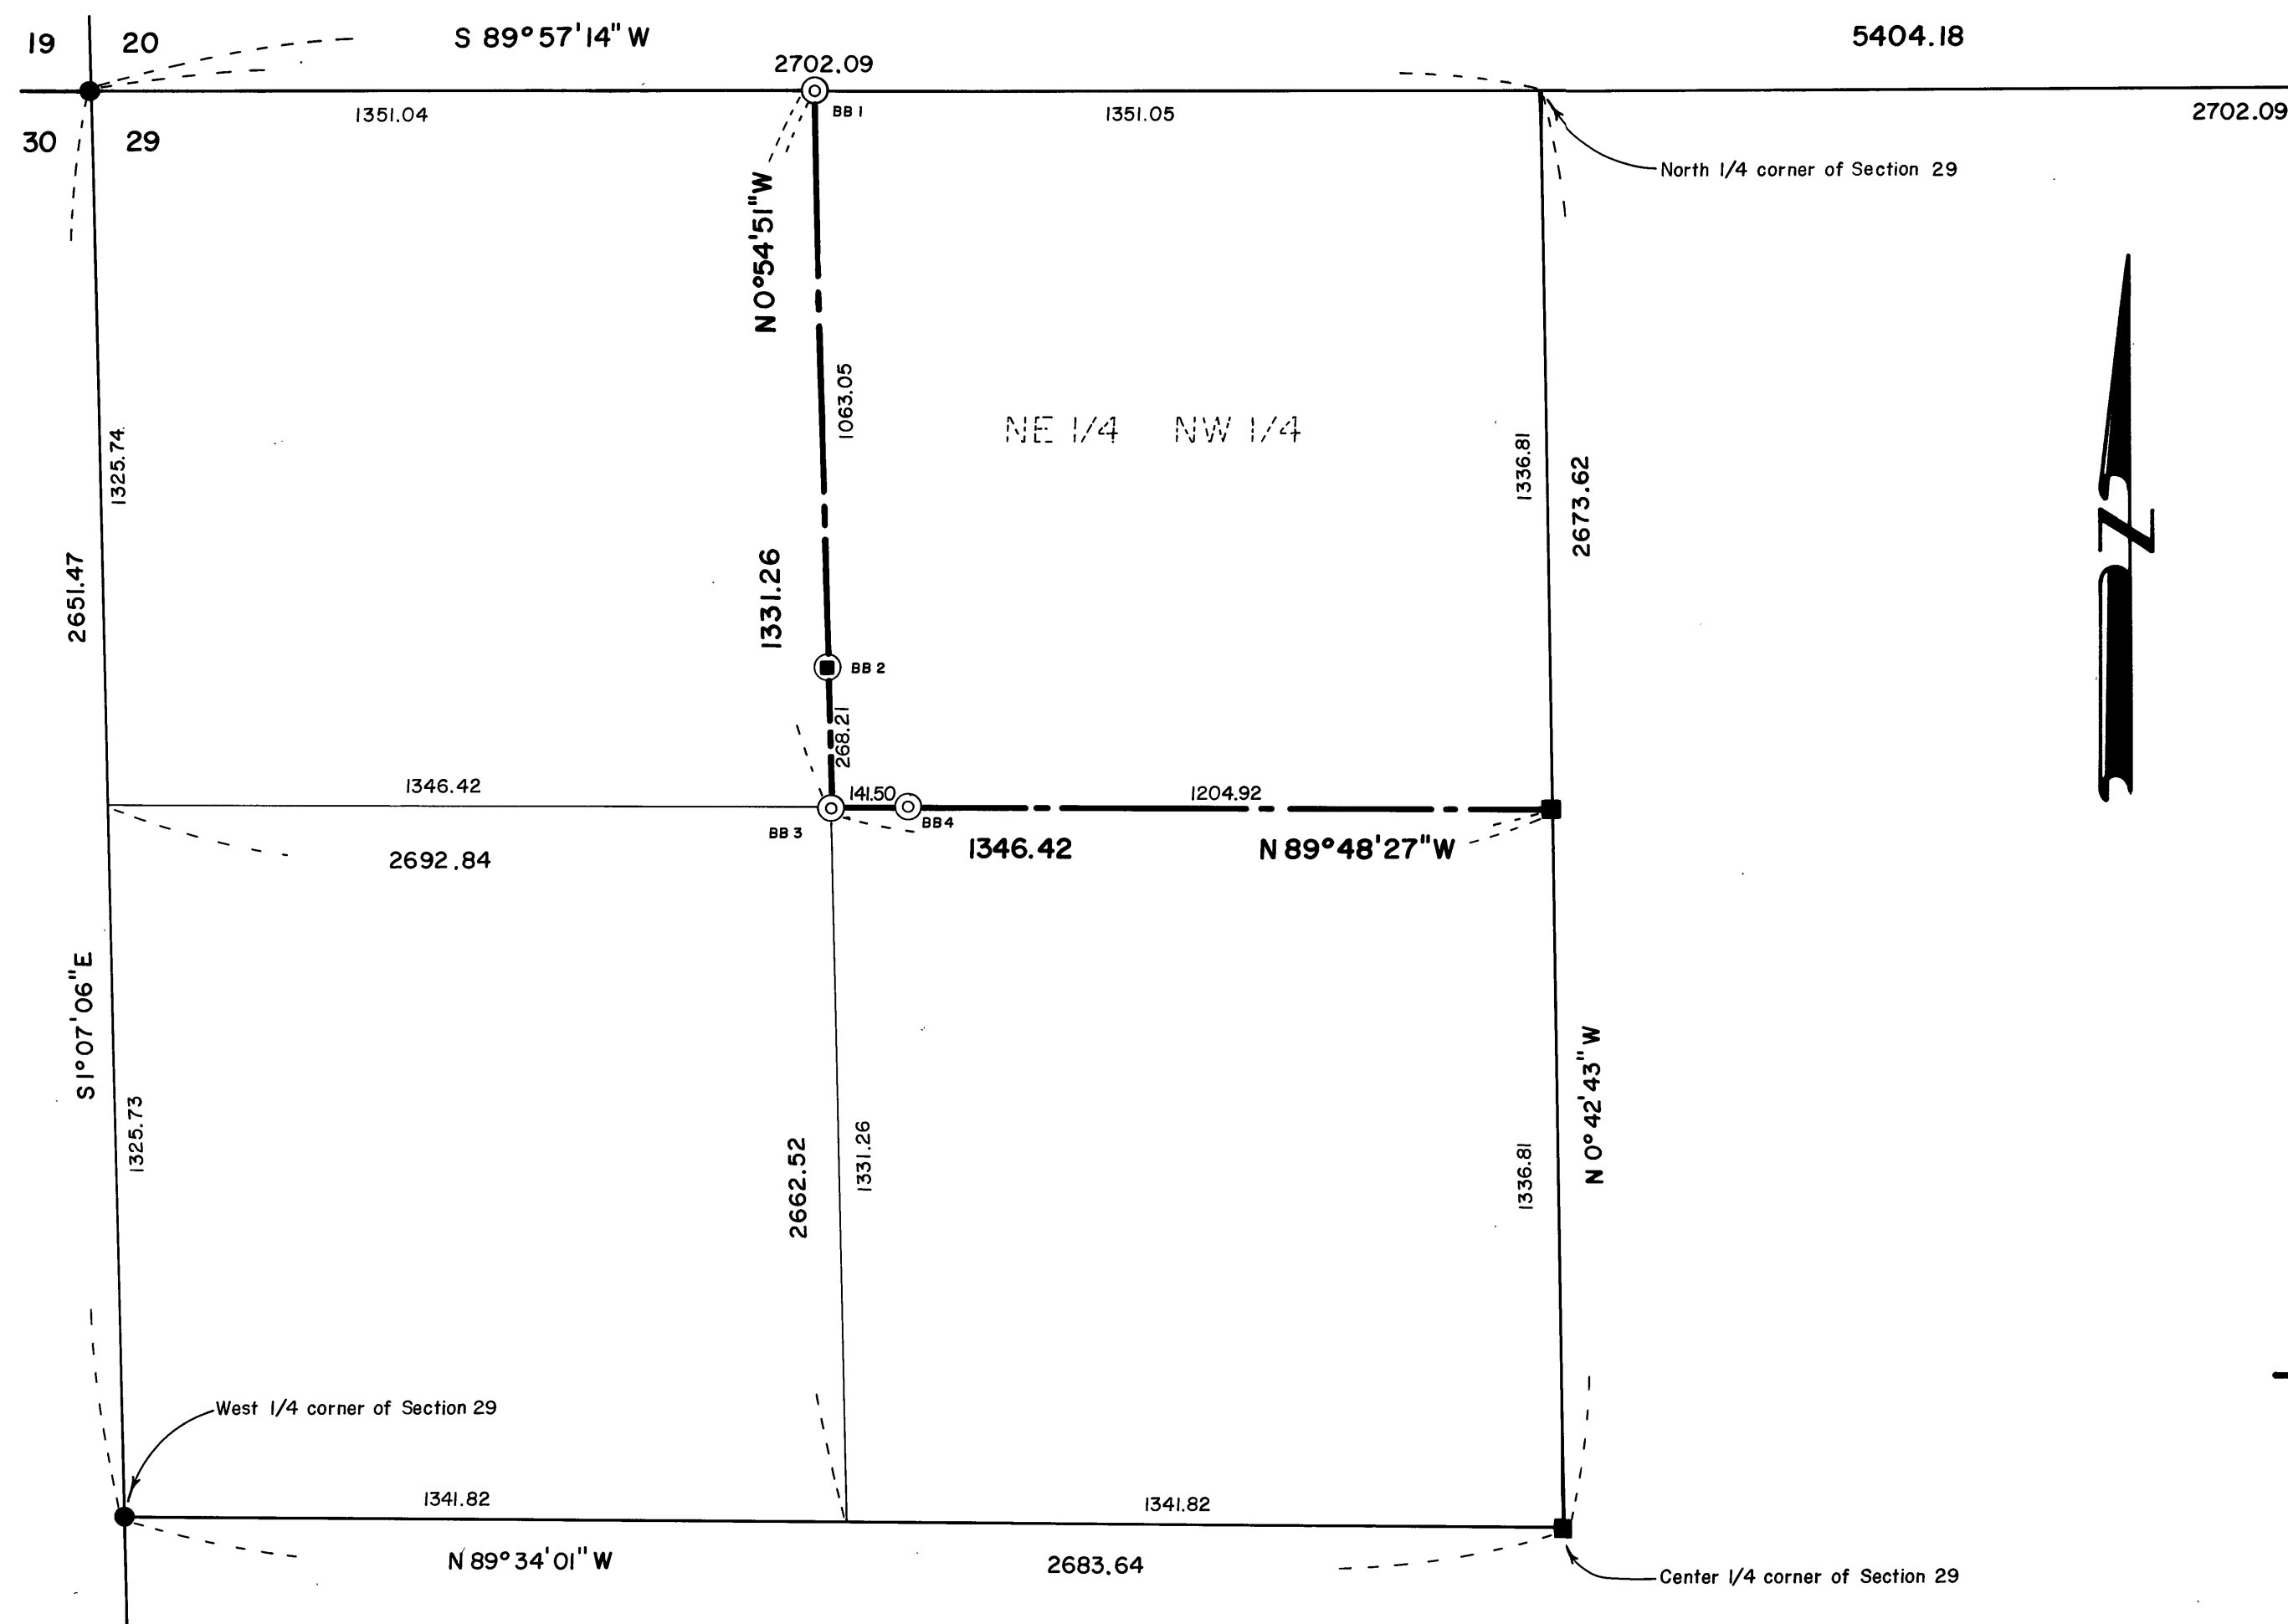 19 20
S 89°57'14" W
5404.18
2702.09
1351.04
BB 1
1351.05
2702.09
30 29
North 1/4 corner of Section 29
N 0°54'51" W
1063.05
NE 1/4 NW 1/4
1325.74
1336.81
2673.62
2651.47
1331.26
N
BB 2
268.21
1346.42
141.50
1204.92
BB 3
BB 4
2692.84
1346.42
N 89°48'27" W
S 1°07'06" E
1325.73
2662.52
1331.26
1336.81
N 0°42'43" W
West 1/4 corner of Section 29
1341.82
1341.82
N 89°34'01" W
2683.64
Center 1/4 corner of Section 29